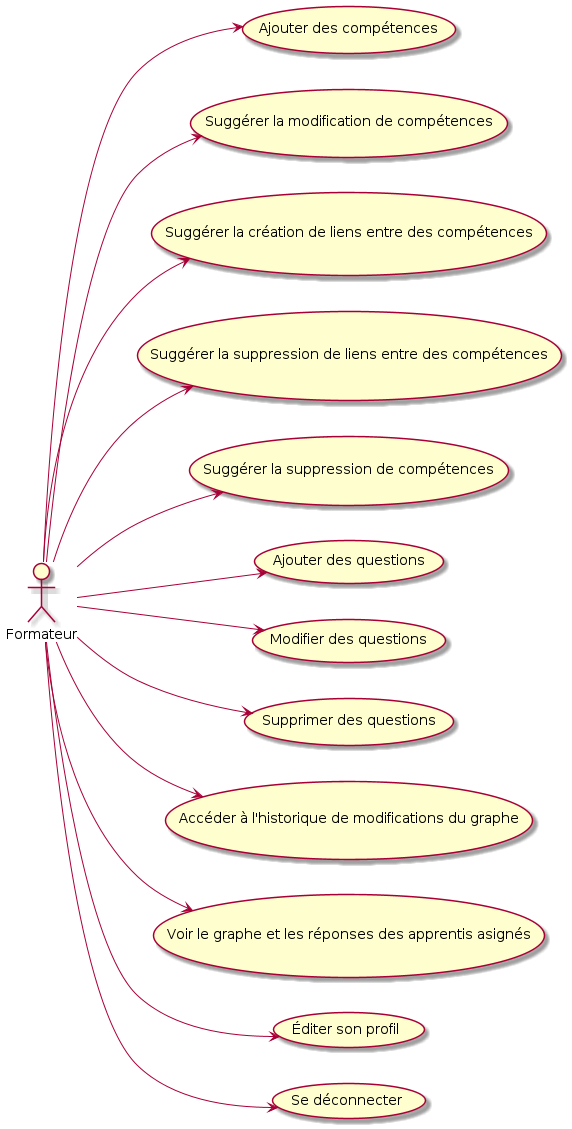 Ajouter des compétences
Suggérer la modification de compétences
Suggérer la création de liens entre des compétences
Suggérer la suppression de liens entre des compétences
Suggérer la suppression de compétences
Ajouter des questions
Formateur
Modifier des questions
Supprimer des questions
Accéder à l'historique de modifications du graphe
Voir le graphe et les réponses des apprentis asignés
Éditer son profil
Se déconnecter